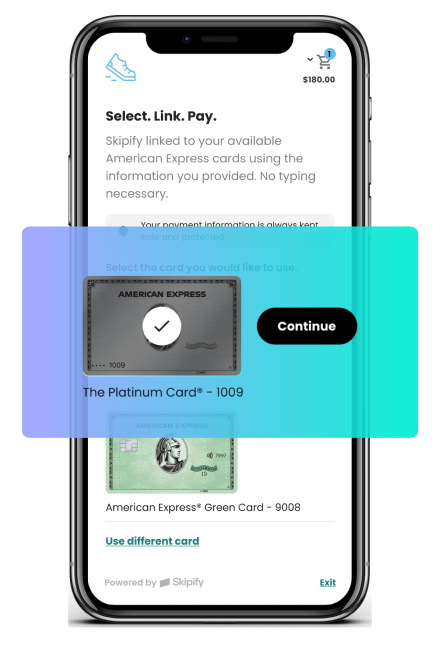 1
$180.00
Select. Link. Pay.
Skipify linked to your available
American Express cards using the
information you provided. No typing
necessary.
Your payment information is always kept
safe and protected.
Select the card you would like to use.
AMERICAN EXPRESS
Continue
•••• 1009
The Platinum Card® - 1009
AMERICAN EXPRESS
American Express® Green Card - 9008
Use different card
Powered by Skipify
Exit